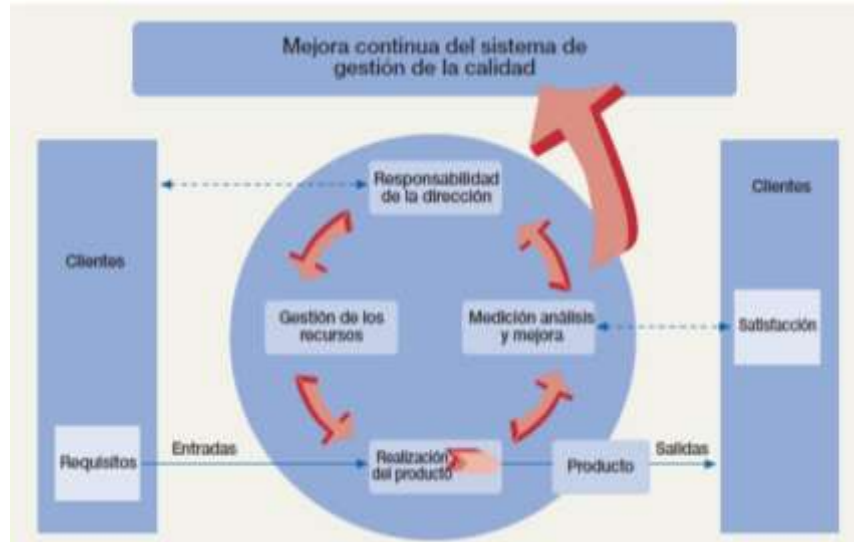 Mejora continua del sistema de
gestión de la calidad
Responsabilidad
de la dirección
Clientes
Clientes
Gestión de los
recursos
Medición análisis
y mejora
Satisfacción
Requisitos
Entradas
Realización
del producto
Producto
Salidas